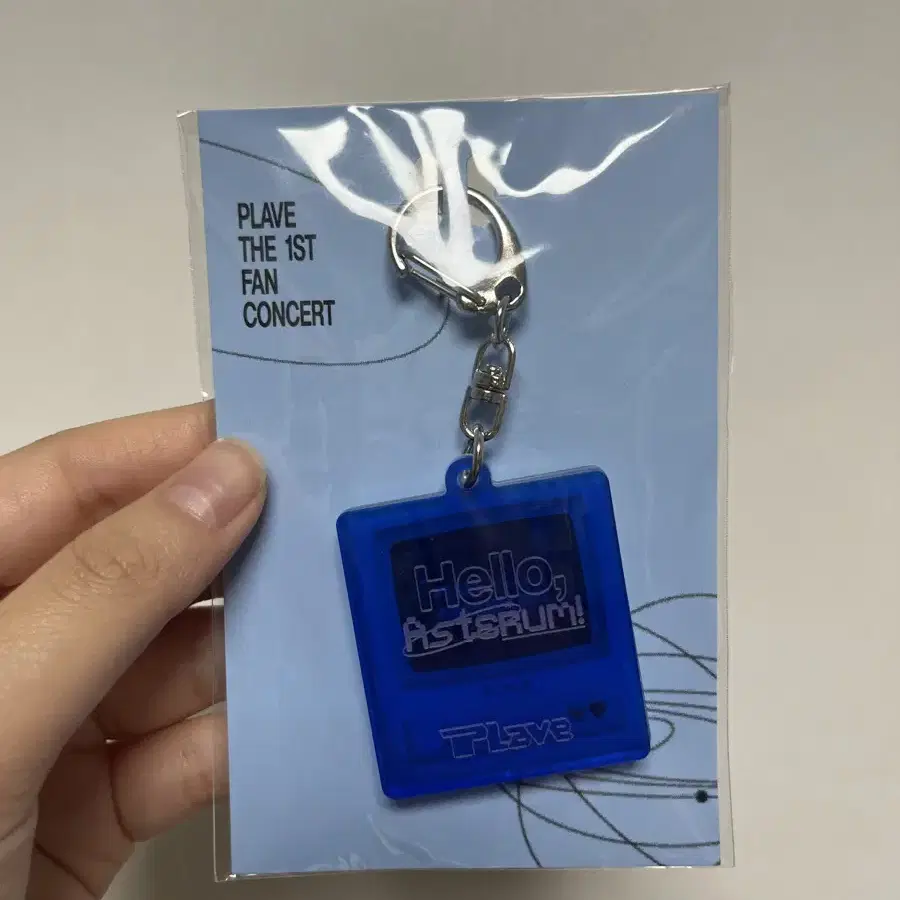 PLAVE
THE 1ST
FAN
CONCERT
Hello,
Asterum!
PLave